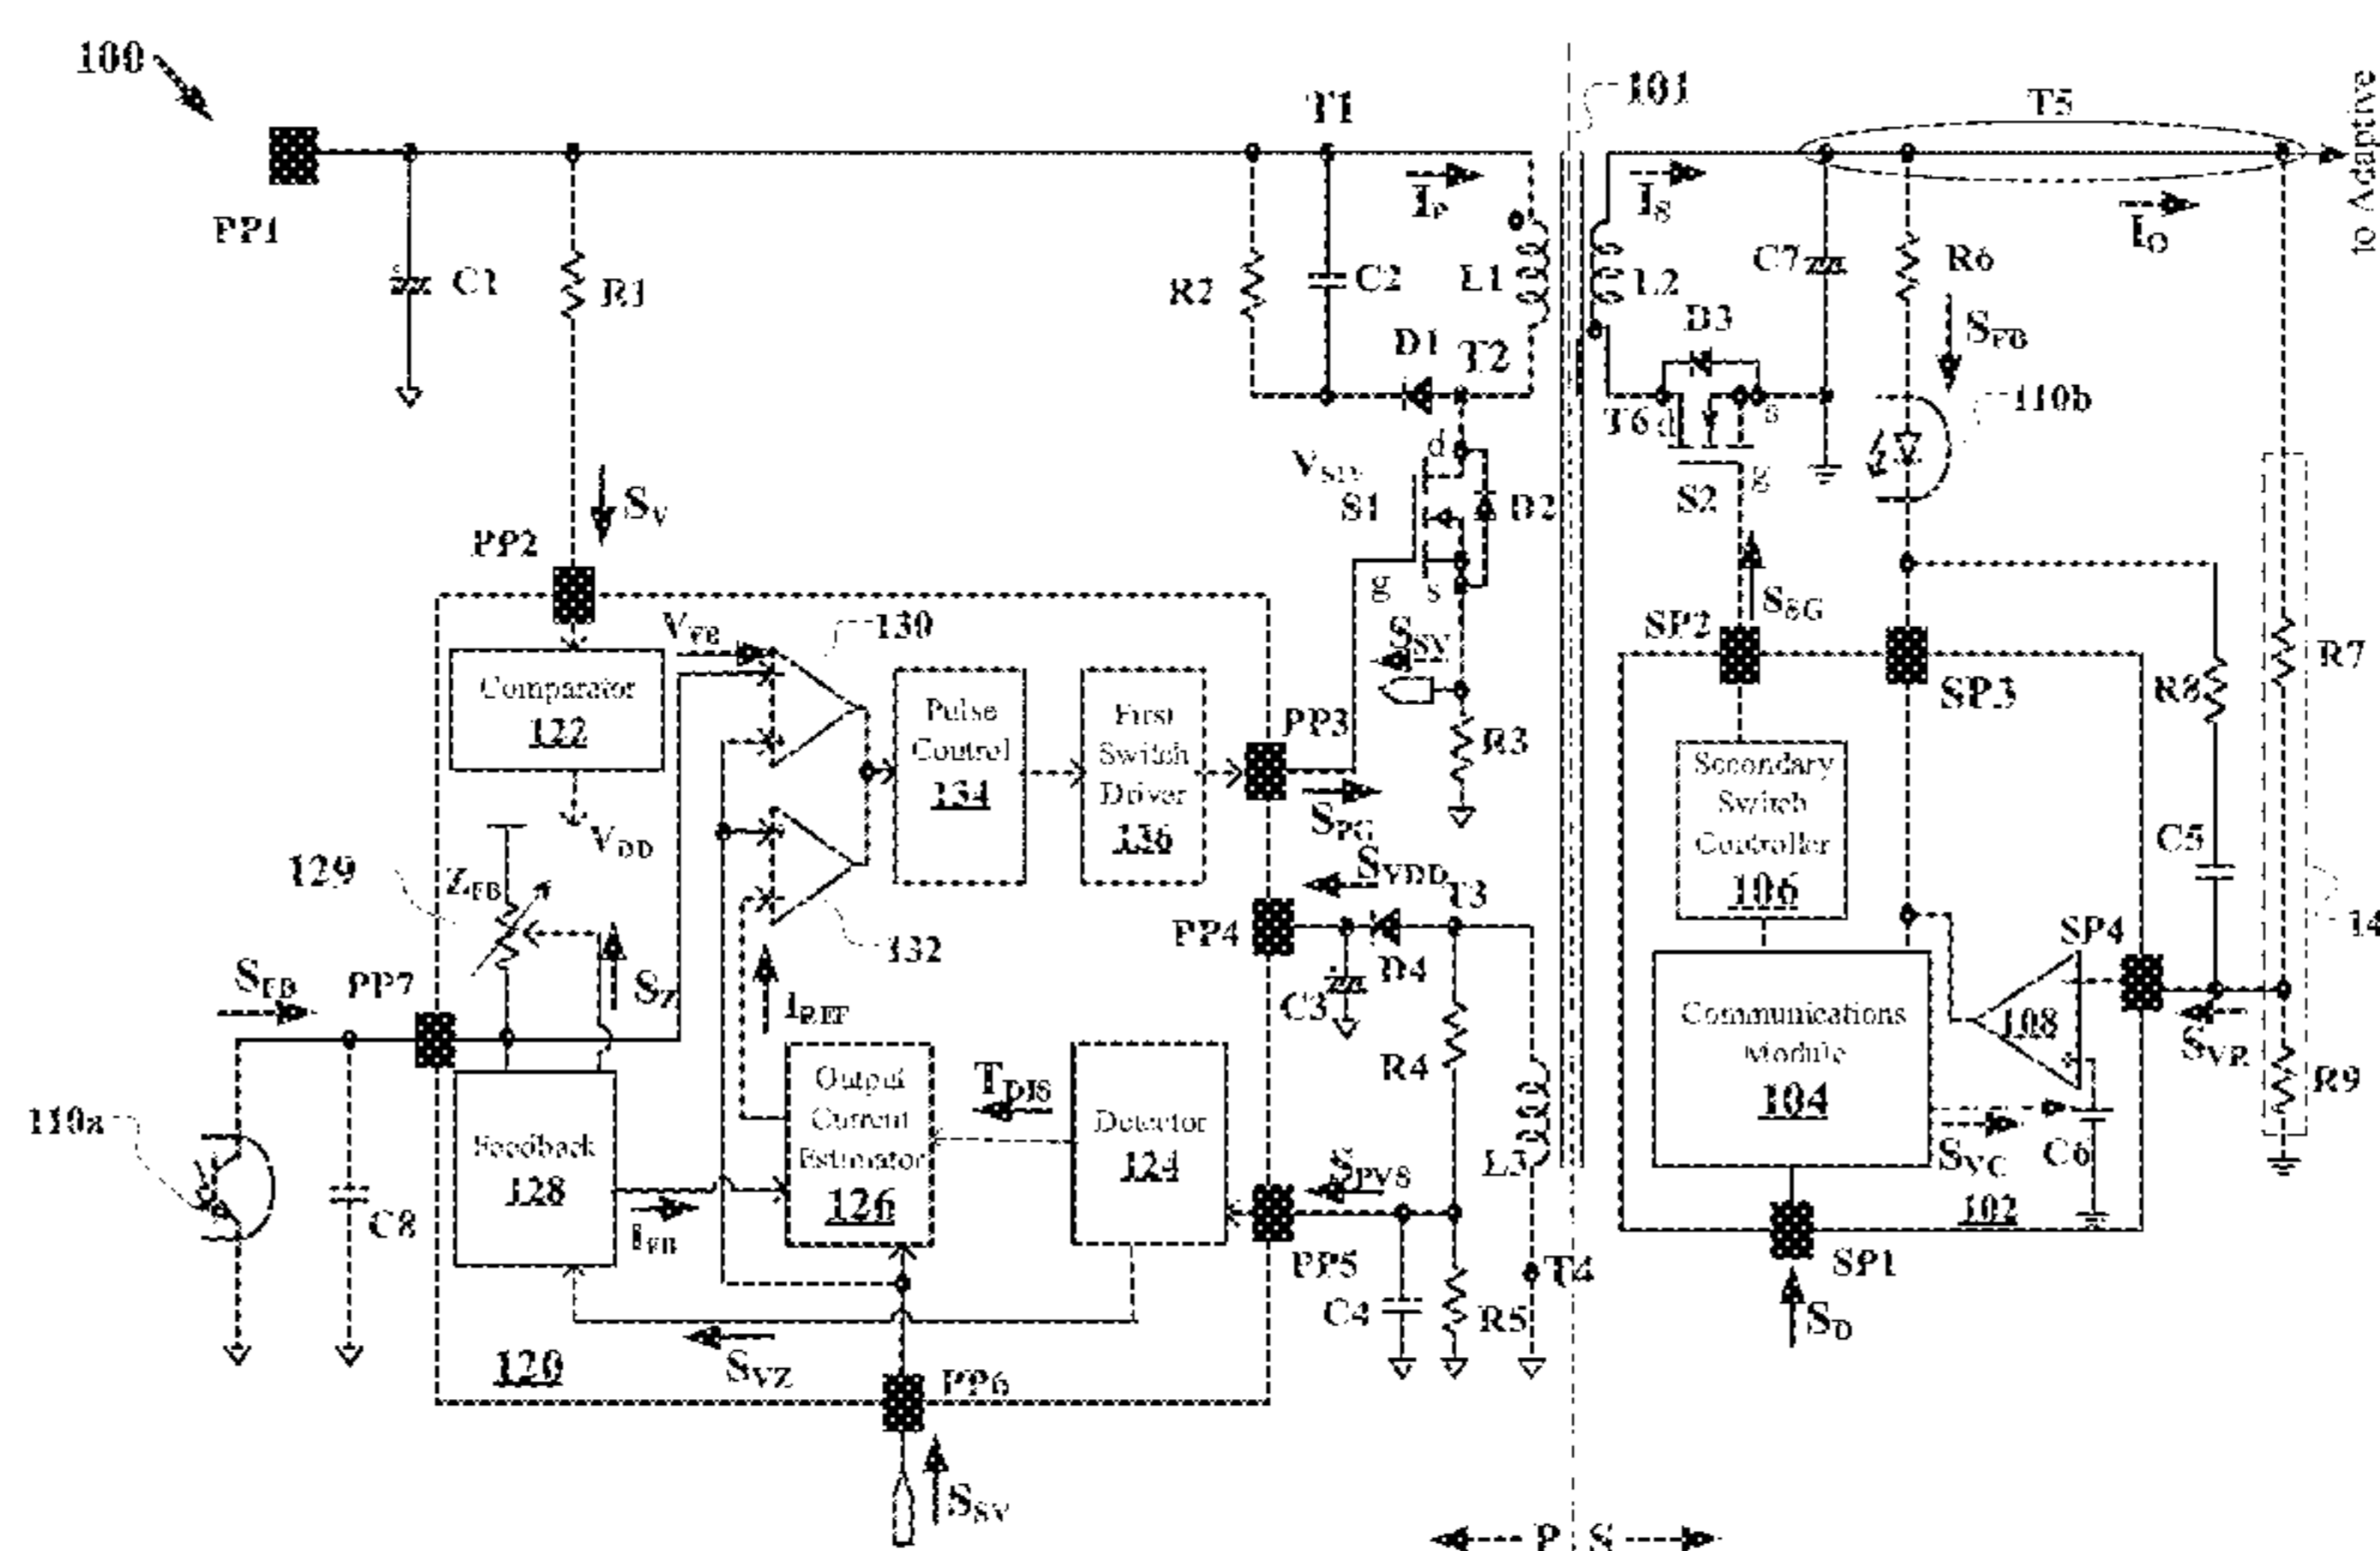 100
T1
101
T5
to Adaptive
PP1
C1
R1
R2
C2
IP
L1
IS
L2
C7
R6
IO
SFB
D1
T2
D3
110b
T6
d
s
g
S2
d
S1
D2
g
s
SV
PP2
VFB
130
SSV
SP2
SSG
SP3
R8
R7
Comparator
122
Pulse
Control
134
First
Switch
Driver
136
PP3
R3
SPG
Secondary
Switch
Controller
106
C5
VDD
129
ZFB
SVDD
T3
PP4
132
D4
C3
SP4
14
SFB
PP7
SZ
IREF
R4
Communications
Module
104
108
SVR
R9
110a
Feedback
128
Output
Current
Estimator
126
TDIS
Detector
124
L3
SPVS
SVC
C6
102
C8
IFB
PP5
T4
SP1
C4
R5
SD
SVZ
120
PP6
SSV
P
S